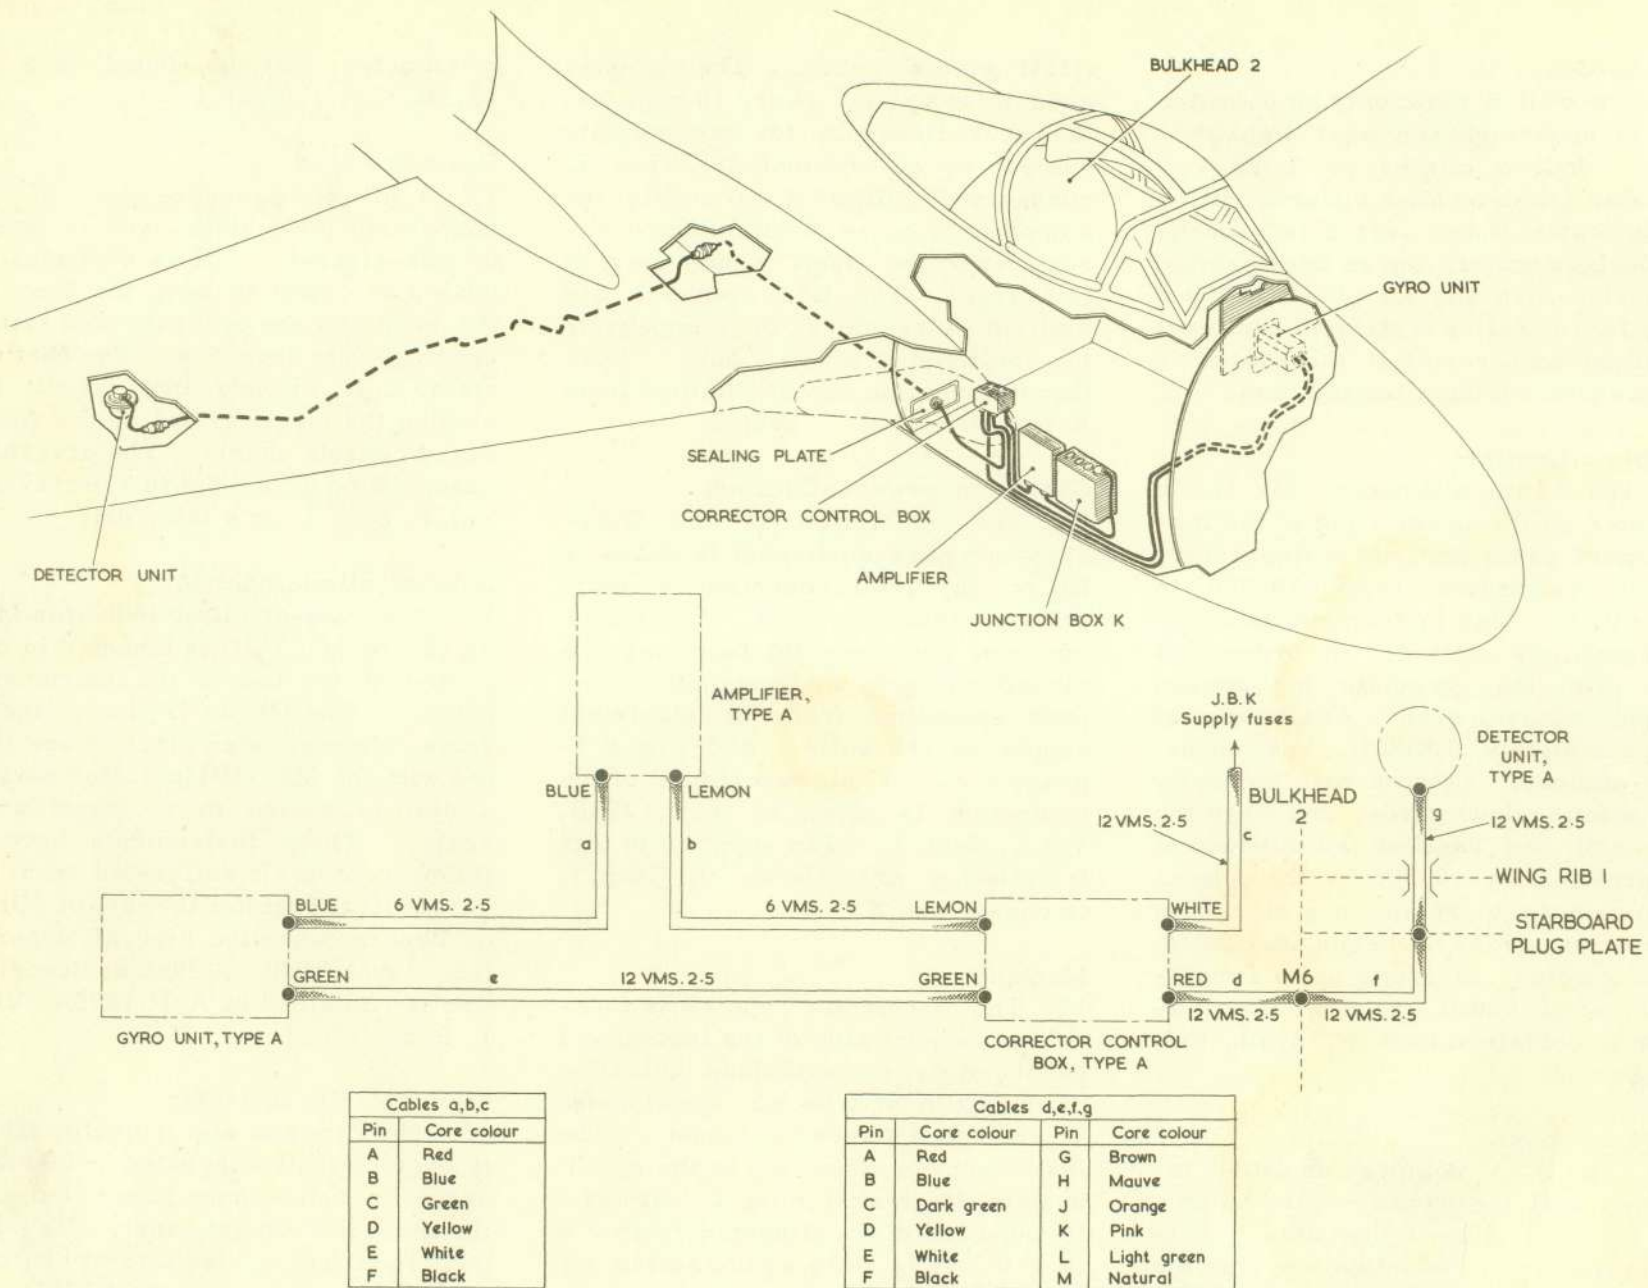 BULKHEAD 2
GYRO UNIT
SEALING PLATE
CORRECTOR CONTROL BOX
DETECTOR UNIT
AMPLIFIER
JUNCTION BOX K
AMPLIFIER,
TYPE A
J.B.K
Supply fuses
DETECTOR
UNIT,
TYPE A
BLUE
LEMON
BULKHEAD
2
12 VMS. 2·5
c
g
12 VMS. 2·5
a
b
WING RIB 1
BLUE
6 VMS. 2·5
6 VMS. 2·5
LEMON
WHITE
STARBOARD
PLUG PLATE
GREEN
e
12 VMS. 2·5
GREEN
RED
d
M6
f
12 VMS. 2·5
12 VMS. 2·5
GYRO UNIT, TYPE A
CORRECTOR CONTROL
BOX, TYPE A
Cables a,b,c
Pin Core colour
A Red
B Blue
C Green
D Yellow
E White
F Black
Cables d,e,f,g
Pin Core colour Pin Core colour
A Red G Brown
B Blue H Mauve
C Dark green J Orange
D Yellow K Pink
E White L Light green
F Black M Natural